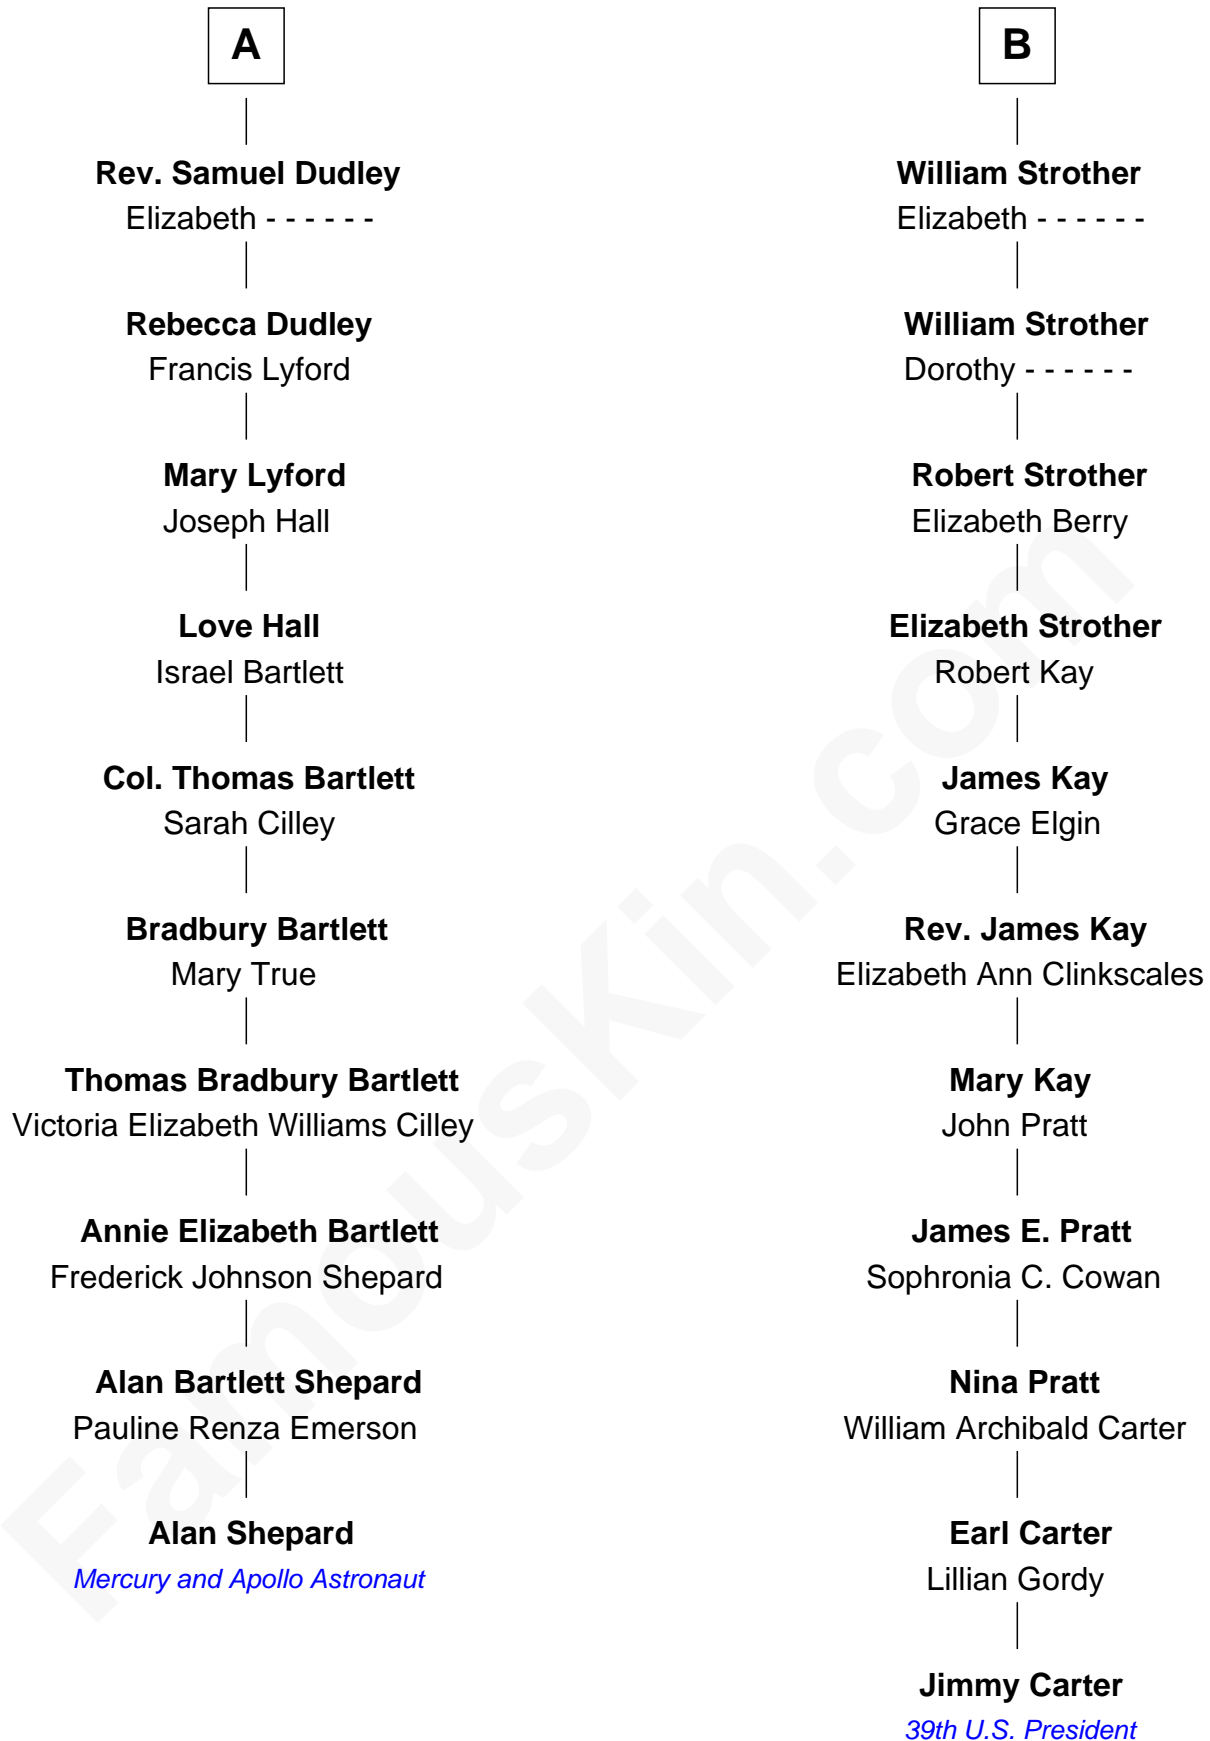 A
Rev. Samuel Dudley
Elizabeth - - - - - -
Rebecca Dudley
Francis Lyford
Mary Lyford
Joseph Hall
Love Hall
Israel Bartlett
Col. Thomas Bartlett
Sarah Cilley
Bradbury Bartlett
Mary True
Thomas Bradbury Bartlett
Victoria Elizabeth Williams Cilley
Annie Elizabeth Bartlett
Frederick Johnson Shepard
Alan Bartlett Shepard
Pauline Renza Emerson
Alan Shepard
Mercury and Apollo Astronaut
B
William Strother
Elizabeth - - - - - -
William Strother
Dorothy - - - - - -
Robert Strother
Elizabeth Berry
Elizabeth Strother
Robert Kay
James Kay
Grace Elgin
Rev. James Kay
Elizabeth Ann Clinkscales
Mary Kay
John Pratt
James E. Pratt
Sophronia C. Cowan
Nina Pratt
William Archibald Carter
Earl Carter
Lillian Gordy
Jimmy Carter
39th U.S. President
FamousKin.com